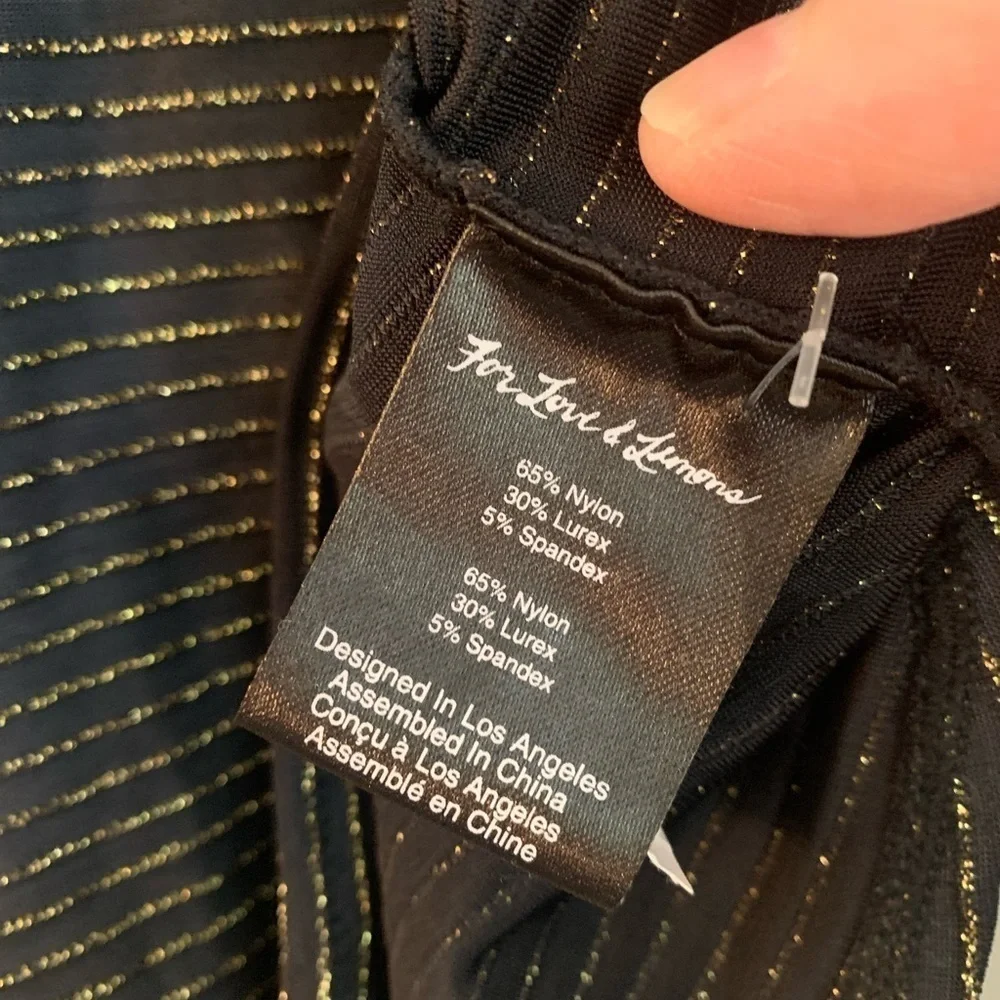 For Love & Lemons
65% Nylon
30% Lurex
5% Spandex
65% Nylon
30% Lurex
5% Spandex
Designed In Los Angeles
Assembled In China
Conçu à Los Angeles
Assemblé en Chine